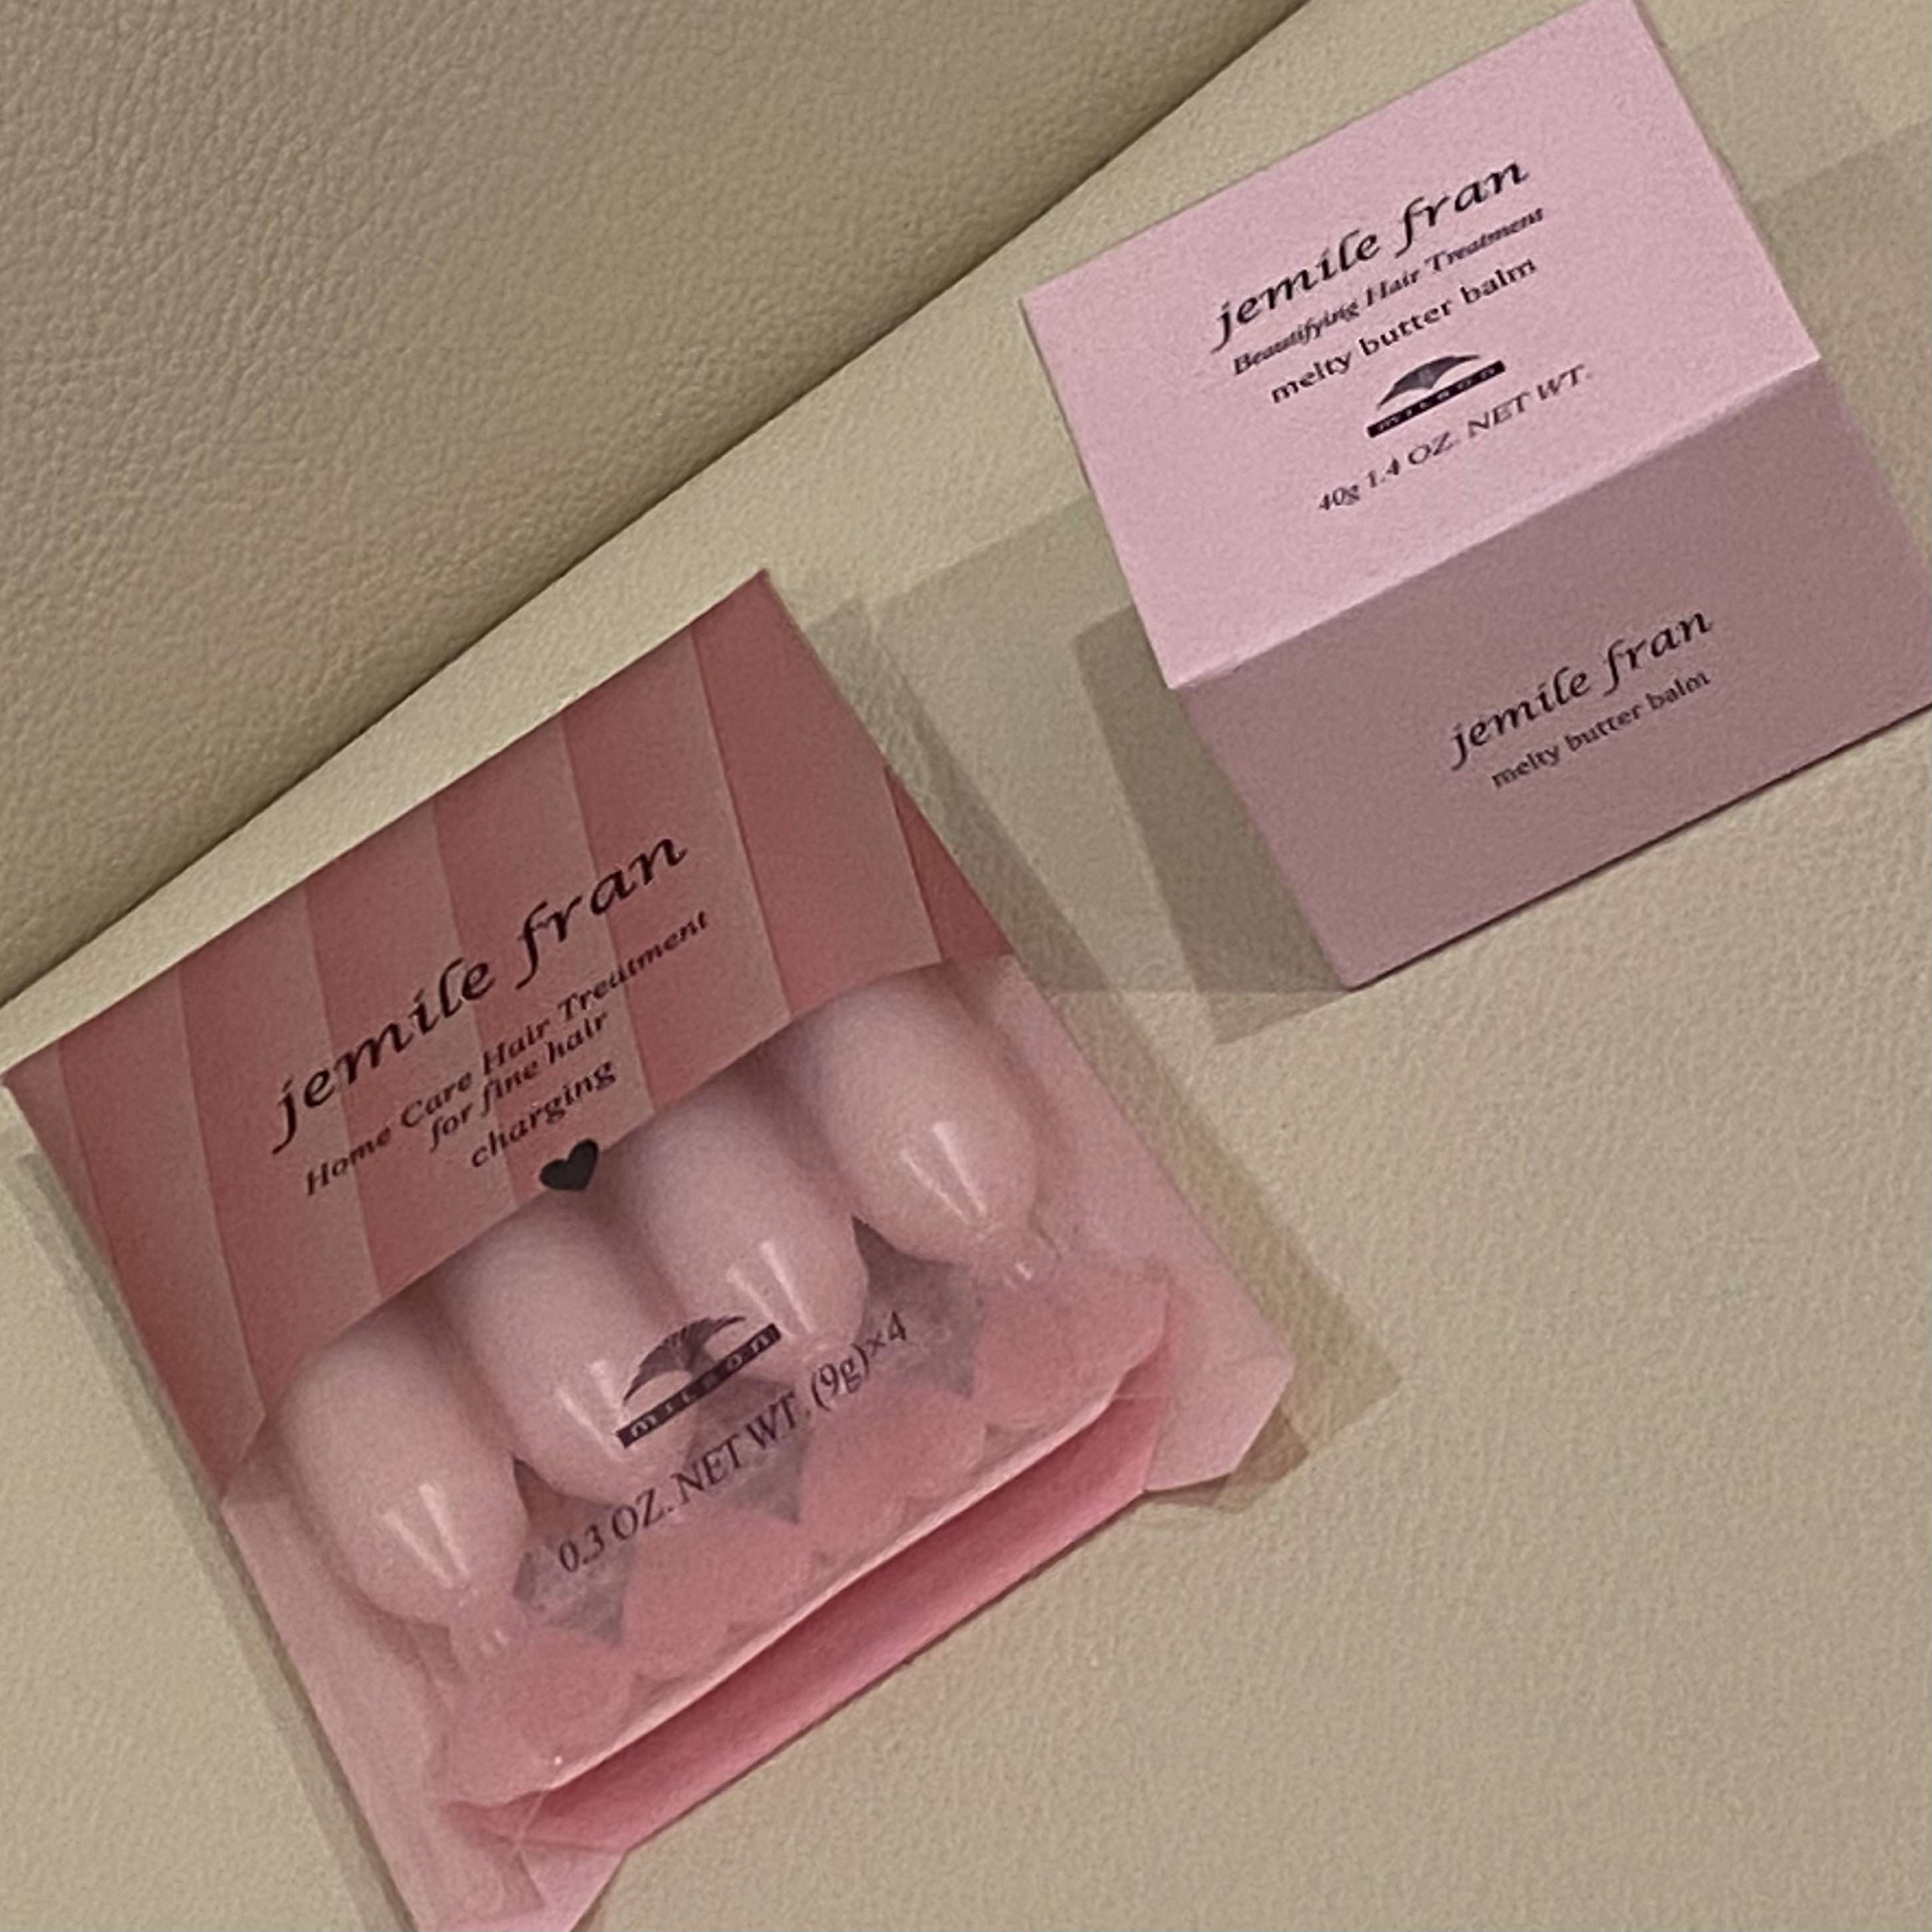 jemile fran
Beautifying Hair Treatment
melty butter balm
MILBON
40g 1.4 OZ. NET WT.
jemile fran
melty butter balm
jemile fran
Home Care Hair Treatment
for fine hair
charging
MILBON
0.3 OZ. NET WT. (9g)×4